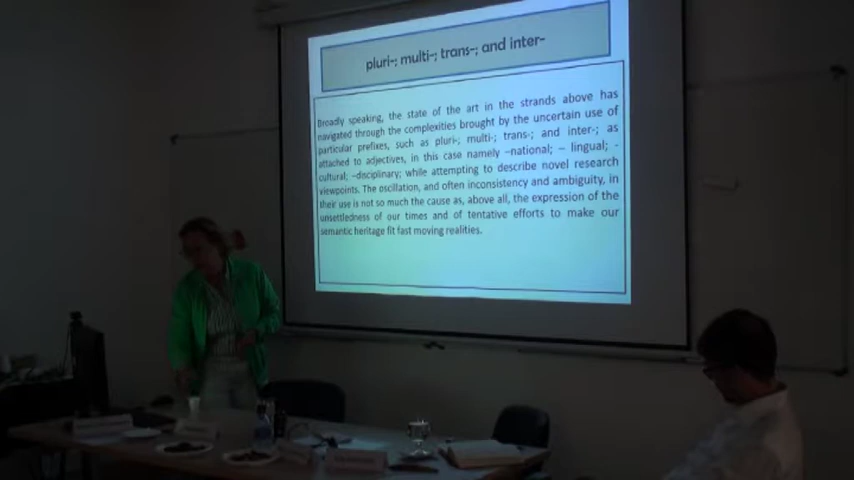 pluri-; multi-; trans-; and inter-
Broadly speaking, the state of the art in the strands above has
navigated through the complexities brought by the uncertain use of
particular prefixes, such as pluri-; multi-; trans-; and inter-; as
attached to adjectives, in this case namely –national; – lingual; -
cultural; –disciplinary; while attempting to describe novel research
viewpoints. The oscillation, and often inconsistency and ambiguity, in
their use is not so much the cause as, above all, the expression of the
unsettledness of our times and of tentative efforts to make our
semantic heritage fit fast moving realities.